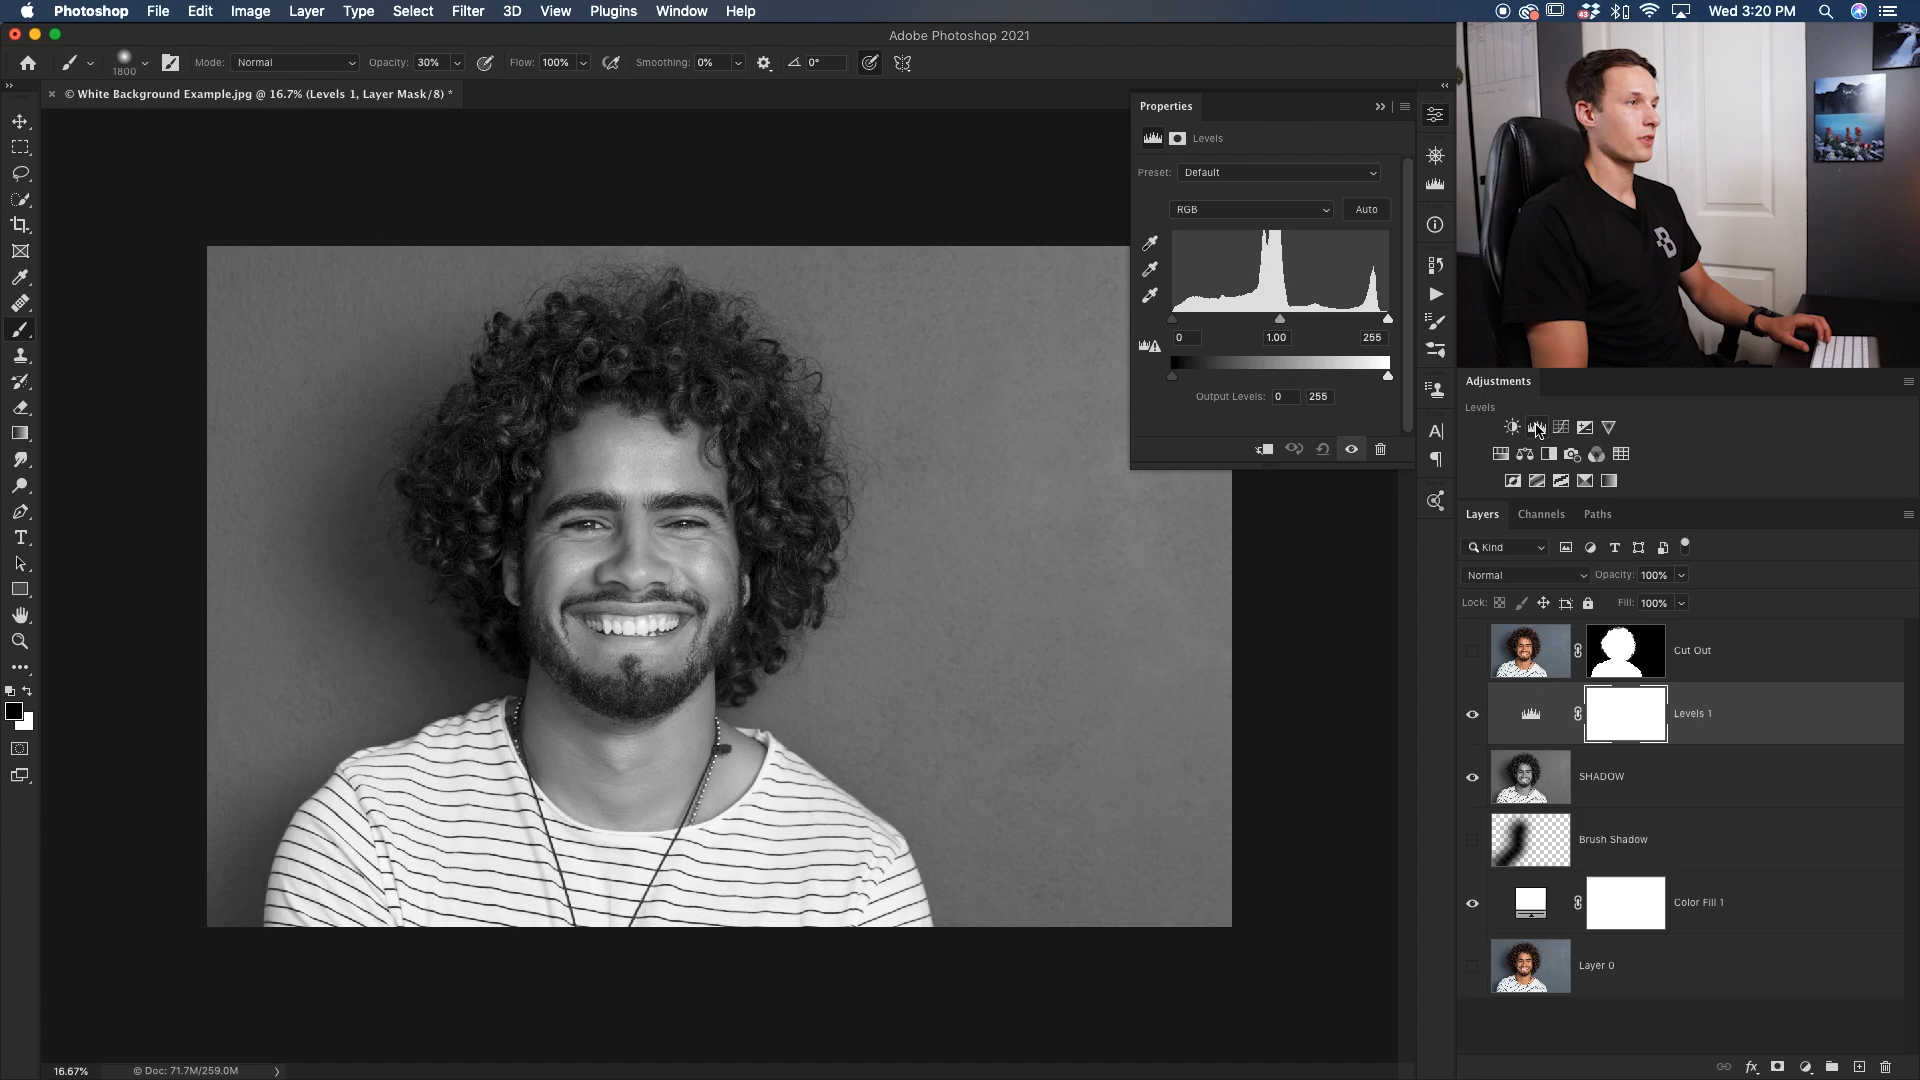 Photoshop File Edit Image Layer Type Select Filter 3D View Plugins Window Help
43
Wed 3:20 PM
Adobe Photoshop 2021
1800
Mode: Normal Opacity: 30% Flow: 100% Smoothing: 0% 0°
© White Background Example.jpg @ 16.7% (Levels 1, Layer Mask/8) *
Properties
Levels
Preset: Default
RGB Auto
0 1.00 255
Output Levels: 0 255
Adjustments
Levels
Layers Channels Paths
Kind
Normal Opacity: 100%
Lock: Fill: 100%
Cut Out
Levels 1
SHADOW
Brush Shadow
Color Fill 1
Layer 0
16.67% © Doc: 71.7M/259.0M